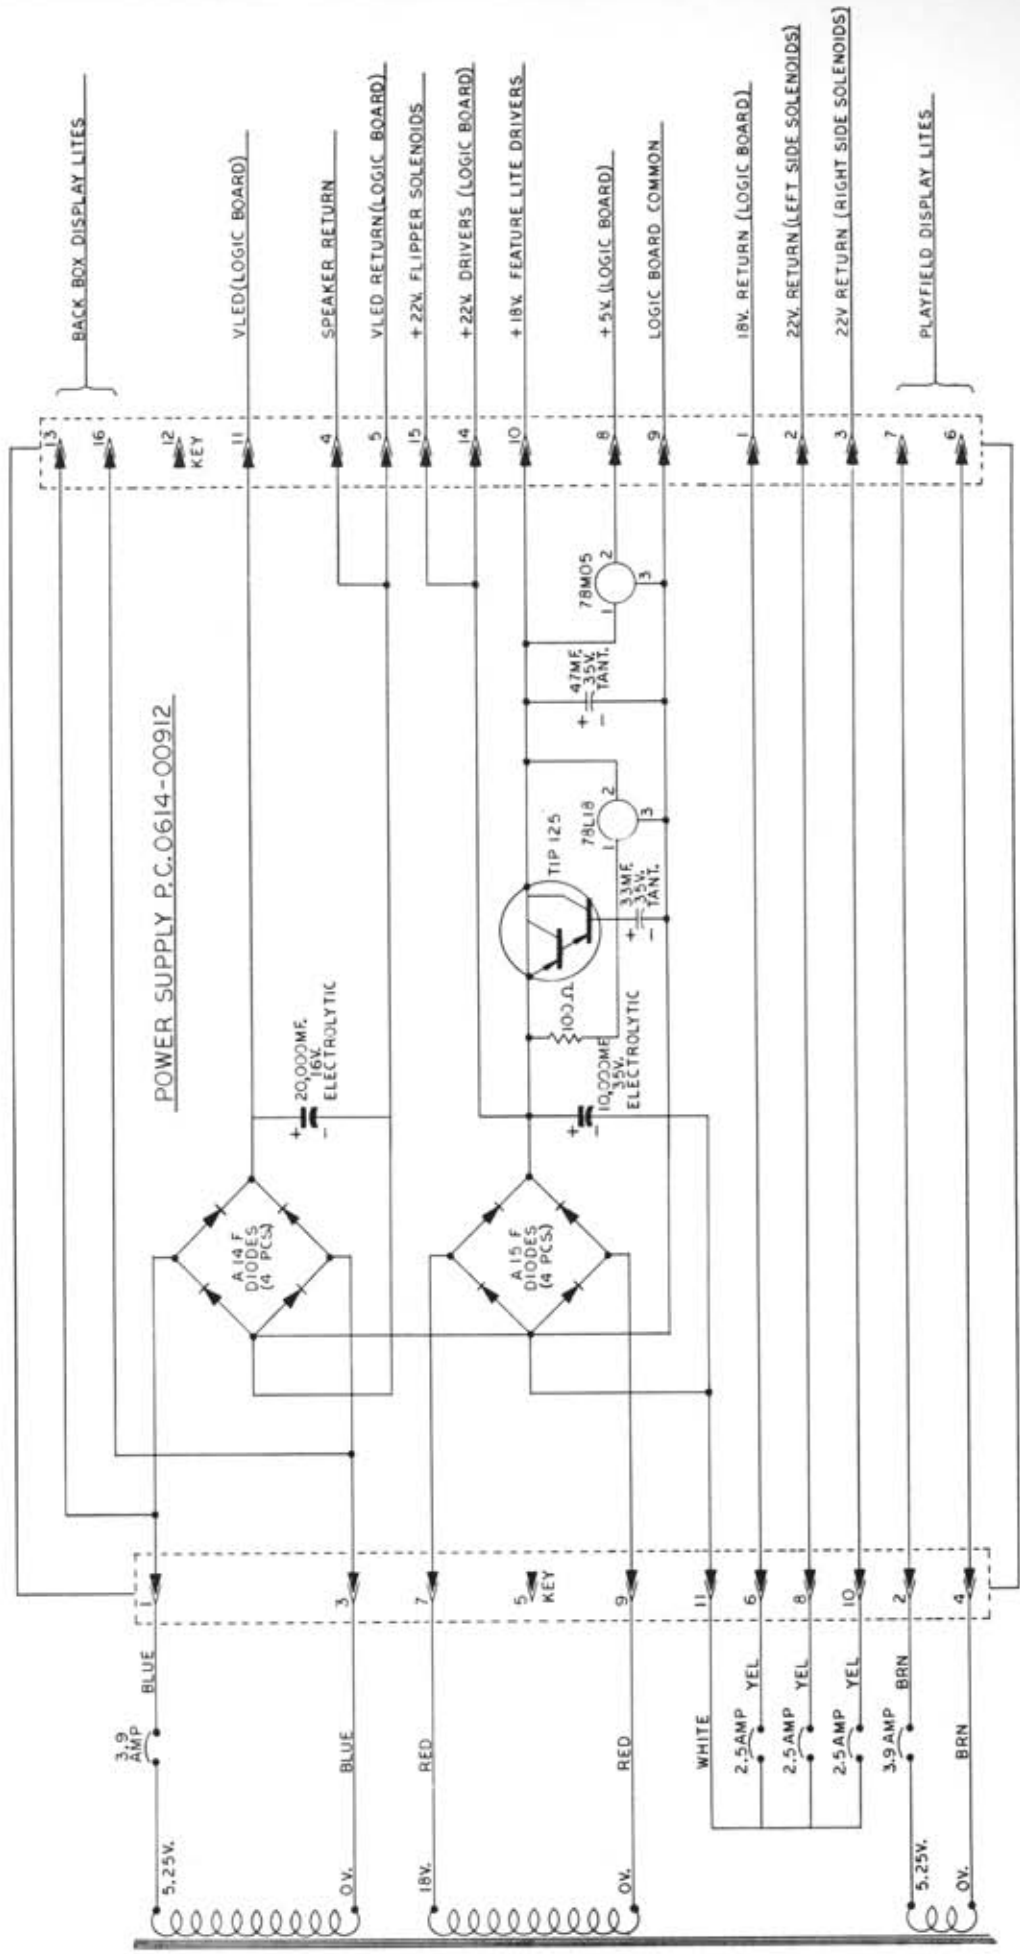 POWER SUPPLY P.C.0614-00912
5.25V.
3.9
AMP
BLUE
1
0V.
BLUE
3
18V.
RED
7
5
KEY
0V.
RED
9
WHITE
11
2.5AMP
YEL
6
2.5AMP
YEL
8
2.5AMP
YEL
10
5.25V.
3.9AMP
BRN
2
0V.
BRN
4
A14F
DIODES
(4 PCS.)
A15F
DIODES
(4 PCS.)
+
-
20,000MF.
16V.
ELECTROLYTIC
+
-
10,000MF
35V.
ELECTROLYTIC
100Ω
TIP 125
+
-
33MF.
35V.
TANT.
78L18
1
2
3
+
-
47MF.
35V.
TANT.
78M05
1
2
3
13
16
BACK BOX DISPLAY LITES
12
KEY
11
VLED(LOGIC BOARD)
4
SPEAKER RETURN
5
VLED RETURN(LOGIC BOARD)
15
+22V. FLIPPER SOLENOIDS
14
+22V. DRIVERS (LOGIC BOARD)
10
+18V. FEATURE LITE DRIVERS
8
+5V. (LOGIC BOARD)
9
LOGIC BOARD COMMON
1
18V. RETURN (LOGIC BOARD)
2
22V. RETURN(LEFT SIDE SOLENOIDS)
3
22V RETURN (RIGHT SIDE SOLENOIDS)
7
6
PLAYFIELD DISPLAY LITES